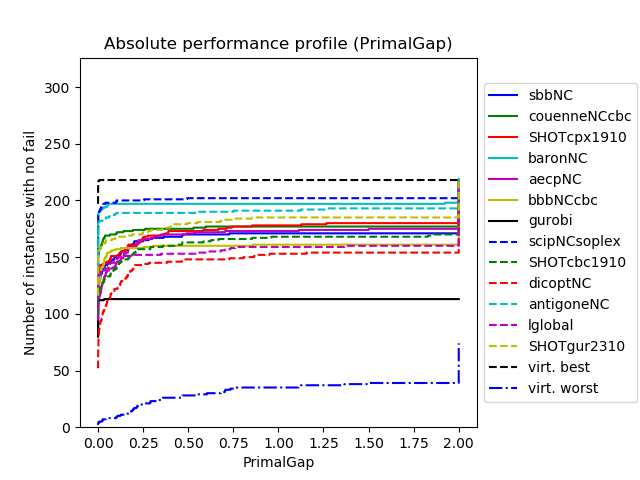 Absolute performance profile (PrimalGap)
300
250
200
150
100
50
0
Number of instances with no fail
0.00 0.25 0.50 0.75 1.00 1.25 1.50 1.75 2.00
PrimalGap
sbbNC
couenneNCcbc
SHOTcpx1910
baronNC
aecpNC
bbbNCcbc
gurobi
scipNCsoplex
SHOTcbc1910
dicoptNC
antigoneNC
lglobal
SHOTgur2310
virt. best
virt. worst